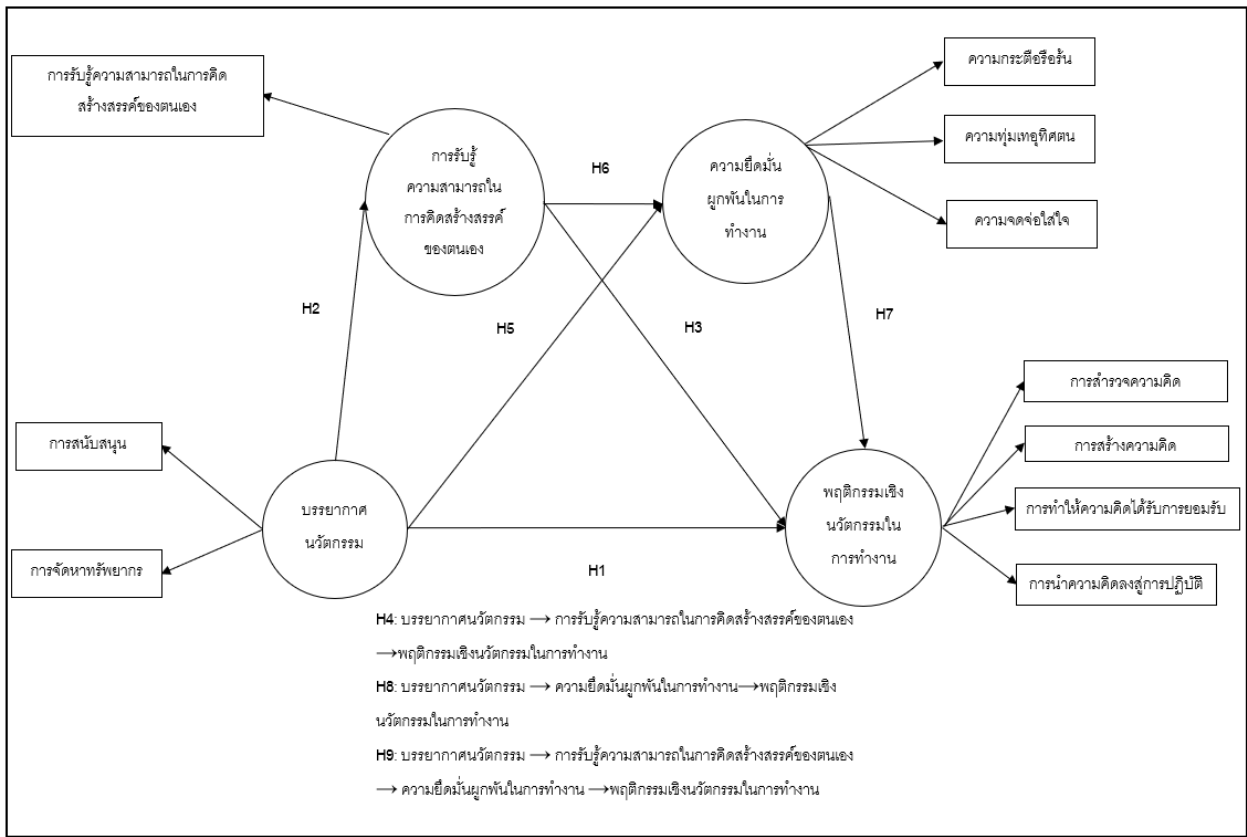 การรับรู้ความสามารถในการคิด
สร้างสรรค์ของตนเอง
การรับรู้
ความสามารถใน
การคิดสร้างสรรค์
ของตนเอง
H6
ความยึดมั่น
ผูกพันในการ
ทำงาน
ความกระตือรือร้น
ความทุ่มเทอุทิศตน
ความจดจ่อใส่ใจ
H2
H5
H3
H7
การสนับสนุน
การจัดหาทรัพยากร
บรรยากาศ
นวัตกรรม
H1
พฤติกรรมเชิง
นวัตกรรมใน
การทำงาน
การสำรวจความคิด
การสร้างความคิด
การทำให้ความคิดได้รับการยอมรับ
การนำความคิดลงสู่การปฏิบัติ
H4: บรรยากาศนวัตกรรม → การรับรู้ความสามารถในการคิดสร้างสรรค์ของตนเอง
→พฤติกรรมเชิงนวัตกรรมในการทำงาน
H8: บรรยากาศนวัตกรรม → ความยึดมั่นผูกพันในการทำงาน→พฤติกรรมเชิง
นวัตกรรมในการทำงาน
H9: บรรยากาศนวัตกรรม → การรับรู้ความสามารถในการคิดสร้างสรรค์ของตนเอง
→ ความยึดมั่นผูกพันในการทำงาน →พฤติกรรมเชิงนวัตกรรมในการทำงาน